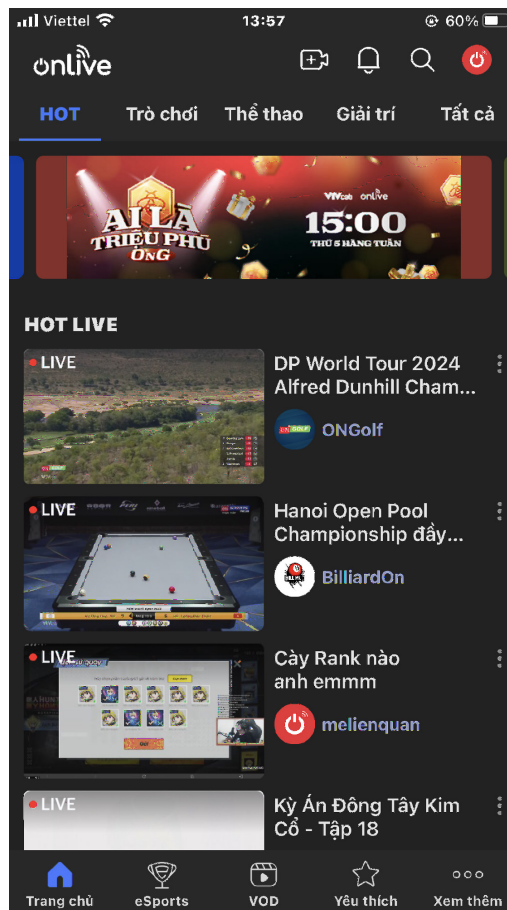 Viettel 13:57 60%
onlive
HOT Trò chơi Thể thao Giải trí Tất cả
AI LÀ
TRIỆU PHÚ
ONG
VTVcab onlive
15:00
THỨ 5 HÀNG TUẦN
HOT LIVE
LIVE
DP World Tour 2024
Alfred Dunhill Cham...
ONGolf
LIVE
Hanoi Open Pool
Championship đầy...
BilliardOn
LIVE
Cày Rank nào
anh emmm
melienquan
LIVE
Kỳ Án Đông Tây Kim
Cổ - Tập 18
Trang chủ eSports VOD Yêu thích Xem thêm